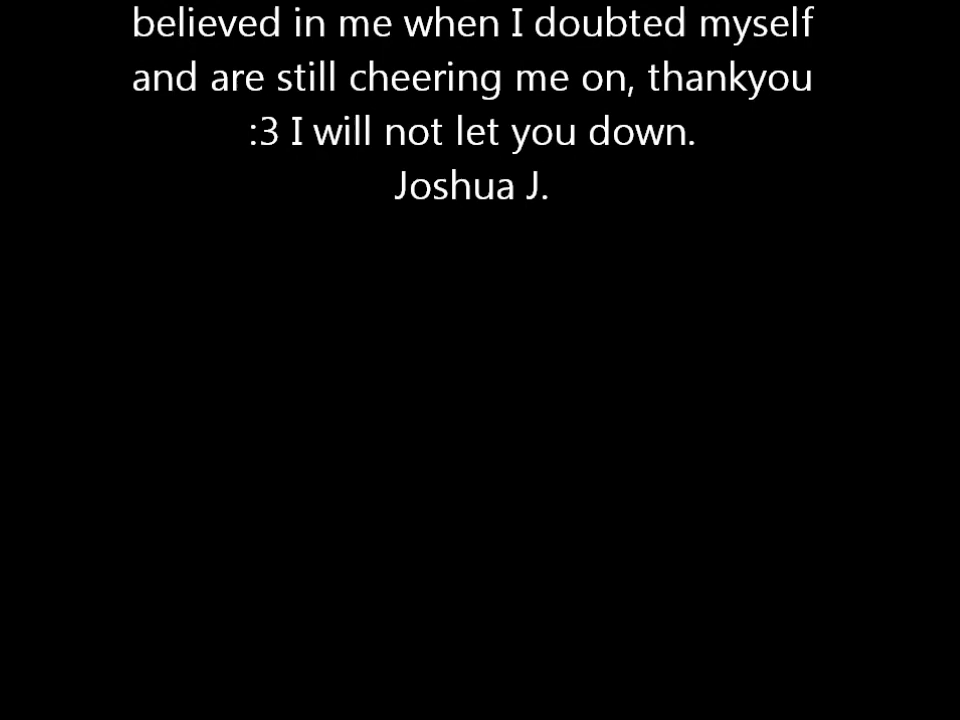 believed in me when I doubted myself
and are still cheering me on, thankyou
:3 I will not let you down.
Joshua J.